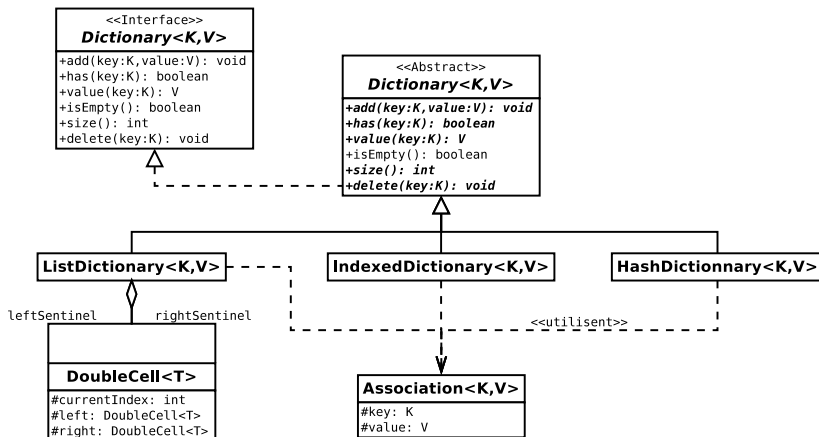 <<Interface>>
Dictionary<K,V>
+add(key:K,value:V): void
+has(key:K): boolean
+value(key:K): V
+isEmpty(): boolean
+size(): int
+delete(key:K): void
<<Abstract>>
Dictionary<K,V>
+add(key:K,value:V): void
+has(key:K): boolean
+value(key:K): V
+isEmpty(): boolean
+size(): int
+delete(key:K): void
ListDictionary<K,V>
IndexedDictionary<K,V>
HashDictionnary<K,V>
leftSentinel
rightSentinel
<<utilisent>>
DoubleCell<T>
#currentIndex: int
#left: DoubleCell<T>
#right: DoubleCell<T>
Association<K,V>
#key: K
#value: V